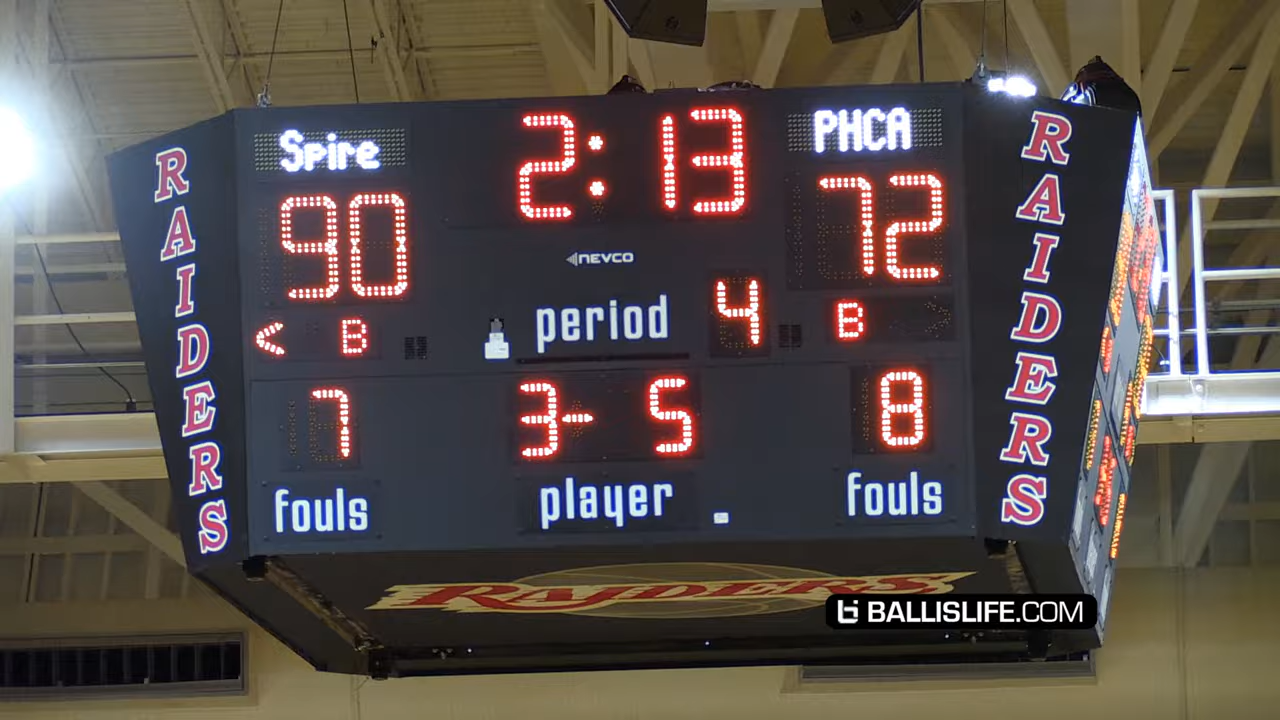 Spire 2:13 PHCA
90 72
NEVCO
period 4
< B B
7 3- 5 8
fouls player fouls
RAIDERS
RAIDERS
RAIDERS
BALLISLIFE.COM